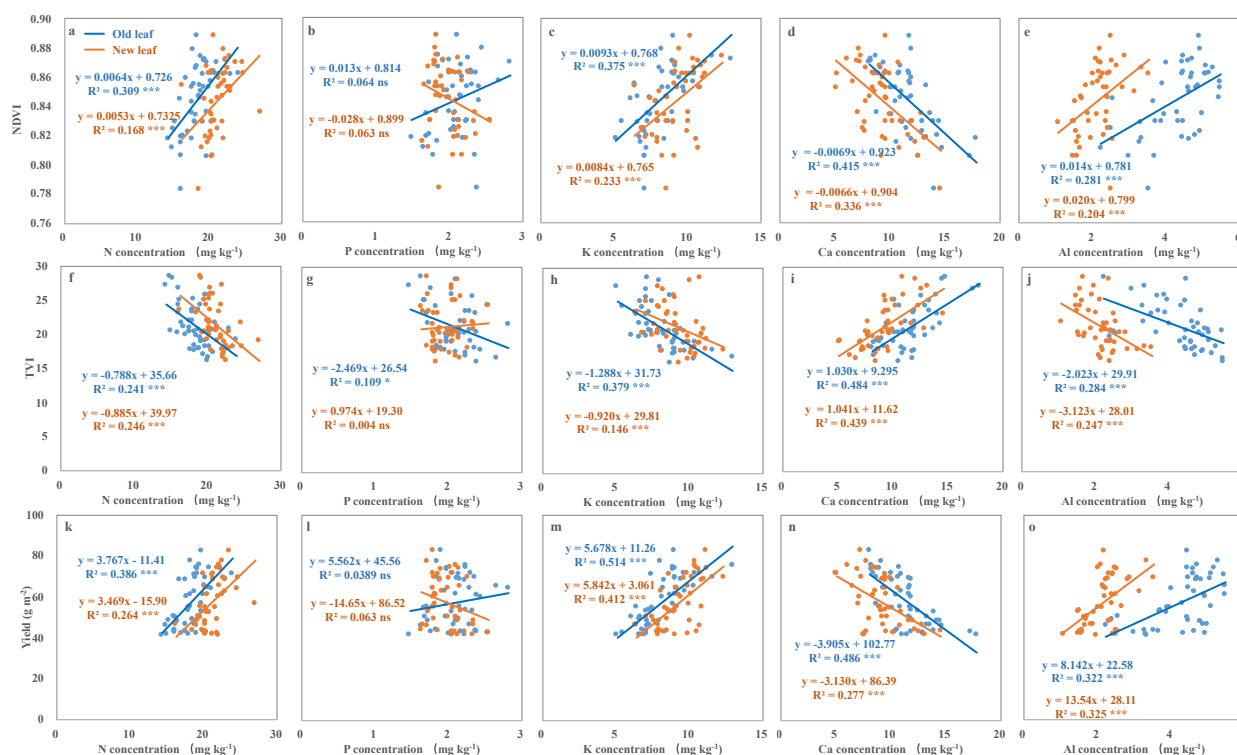 0.90
0.88
0.86
0.84
0.82
0.80
0.78
0.76
NDVI
a
Old leaf
New leaf
y = 0.0064x + 0.726
R² = 0.309 ***
y = 0.0053x + 0.7325
R² = 0.168 ***
0
10
20
30
N concentration （mg kg⁻¹)
b
y = 0.013x + 0.814
R² = 0.064 ns
y = -0.028x + 0.899
R² = 0.063 ns
0
1
2
3
P concentration （mg kg⁻¹)
c
y = 0.0093x + 0.768
R² = 0.375 ***
y = 0.0084x + 0.765
R² = 0.233 ***
0
5
10
15
K concentration （mg kg⁻¹)
d
y = -0.0069x + 0.923
R² = 0.415 ***
y = -0.0066x + 0.904
R² = 0.336 ***
0
5
10
15
20
Ca concentration （mg kg⁻¹)
e
y = 0.014x + 0.781
R² = 0.281 ***
y = 0.020x + 0.799
R² = 0.204 ***
0
2
4
6
Al concentration （mg kg⁻¹)
30
25
20
15
10
5
0
TVI
f
y = -0.788x + 35.66
R² = 0.241 ***
y = -0.885x + 39.97
R² = 0.246 ***
0
10
20
30
N concentration （mg kg⁻¹)
g
y = -2.469x + 26.54
R² = 0.109 *
y = 0.974x + 19.30
R² = 0.004 ns
0
1
2
3
P concentration （mg kg⁻¹)
h
y = -1.288x + 31.73
R² = 0.379 ***
y = -0.920x + 29.81
R² = 0.146 ***
0
5
10
15
K concentration （mg kg⁻¹)
i
y = 1.030x + 9.295
R² = 0.484 ***
y = 1.041x + 11.62
R² = 0.439 ***
0
5
10
15
20
Ca concentration （mg kg⁻¹)
j
y = -2.023x + 29.91
R² = 0.284 ***
y = -3.123x + 28.01
R² = 0.247 ***
0
2
4
Al concentration （mg kg⁻¹)
100
80
60
40
20
0
Yield (g m⁻²)
k
y = 3.767x - 11.41
R² = 0.386 ***
y = 3.469x - 15.90
R² = 0.264 ***
0
10
20
30
N concentration （mg kg⁻¹)
l
y = 5.562x + 45.56
R² = 0.0389 ns
y = -14.65x + 86.52
R² = 0.063 ns
0
1
2
3
P concentration （mg kg⁻¹)
m
y = 5.678x + 11.26
R² = 0.514 ***
y = 5.842x + 3.061
R² = 0.412 ***
0
5
10
15
K concentration （mg kg⁻¹)
n
y = -3.905x + 102.77
R² = 0.486 ***
y = -3.130x + 86.39
R² = 0.277 ***
0
5
10
15
20
Ca concentration （mg kg⁻¹)
o
y = 8.142x + 22.58
R² = 0.322 ***
y = 13.54x + 28.11
R² = 0.325 ***
0
2
4
Al concentration （mg kg⁻¹)